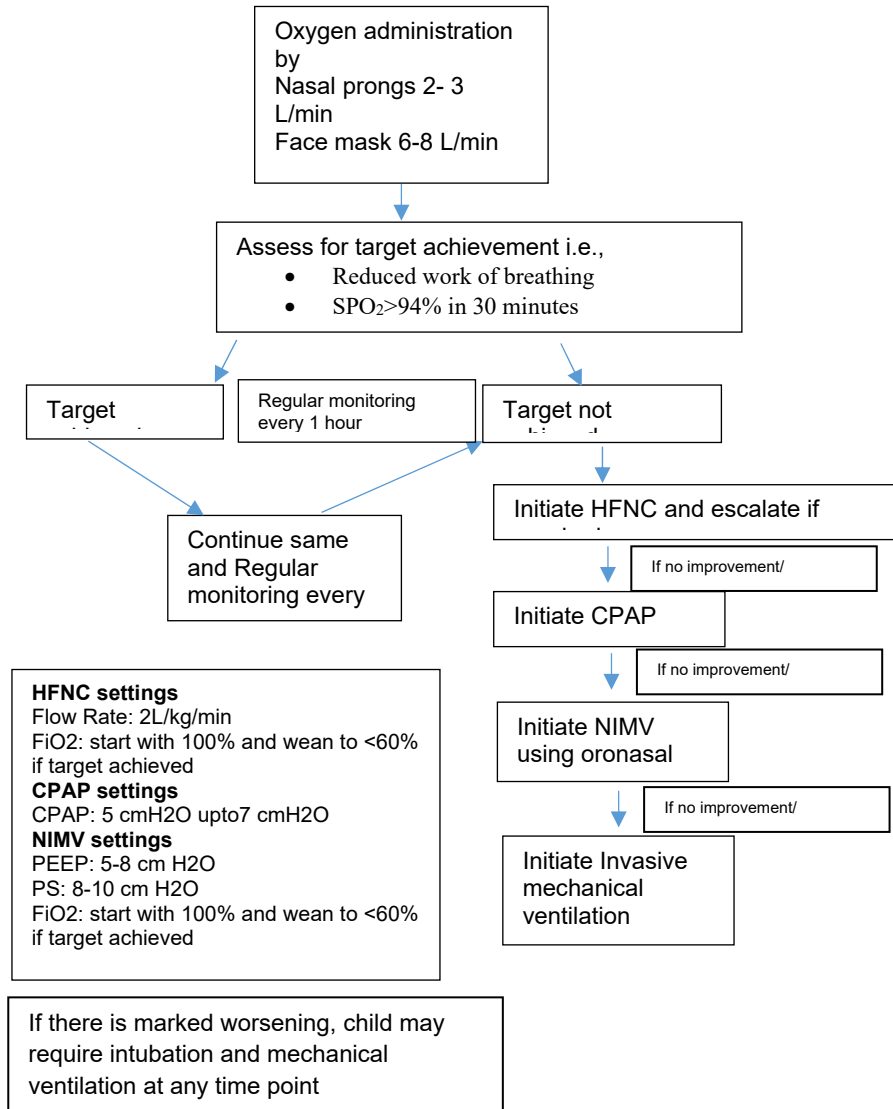 Oxygen administration
by
Nasal prongs 2- 3
L/min
Face mask 6-8 L/min
Assess for target achievement i.e.,
• Reduced work of breathing
• SPO₂>94% in 30 minutes
Target
Regular monitoring
every 1 hour
Target not
Continue same
and Regular
monitoring every
Initiate HFNC and escalate if
If no improvement/
Initiate CPAP
If no improvement/
Initiate NIMV
using oronasal
If no improvement/
Initiate Invasive
mechanical
ventilation
HFNC settings
Flow Rate: 2L/kg/min
FiO2: start with 100% and wean to <60%
if target achieved
CPAP settings
CPAP: 5 cmH2O upto7 cmH2O
NIMV settings
PEEP: 5-8 cm H2O
PS: 8-10 cm H2O
FiO2: start with 100% and wean to <60%
if target achieved
If there is marked worsening, child may
require intubation and mechanical
ventilation at any time point